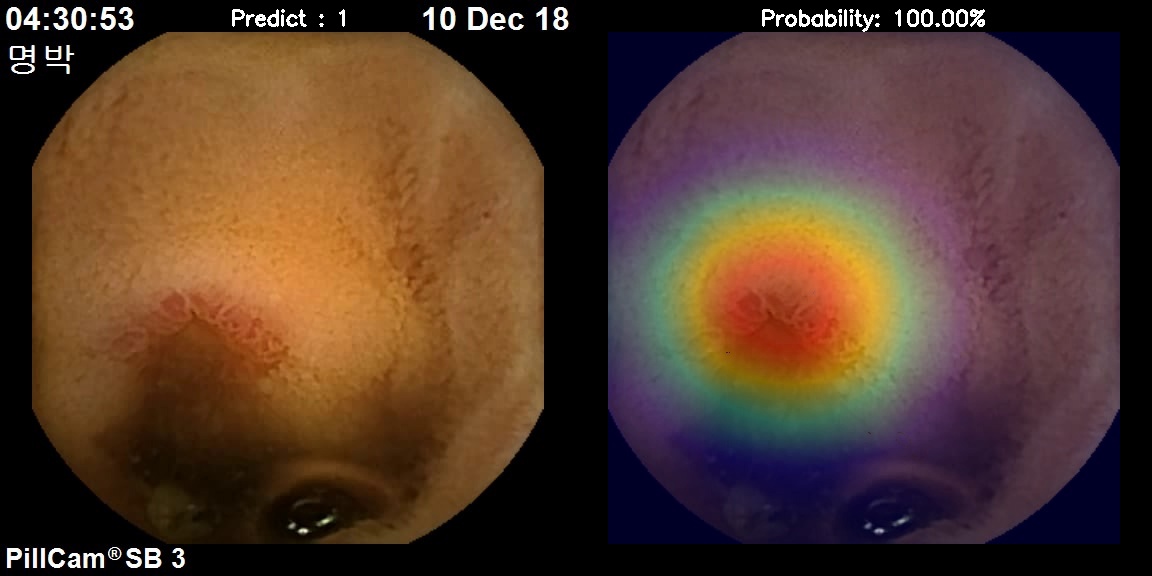 04:30:53
Predict : 1
10 Dec 18
Probability: 100.00%
명박
PillCam® SB 3